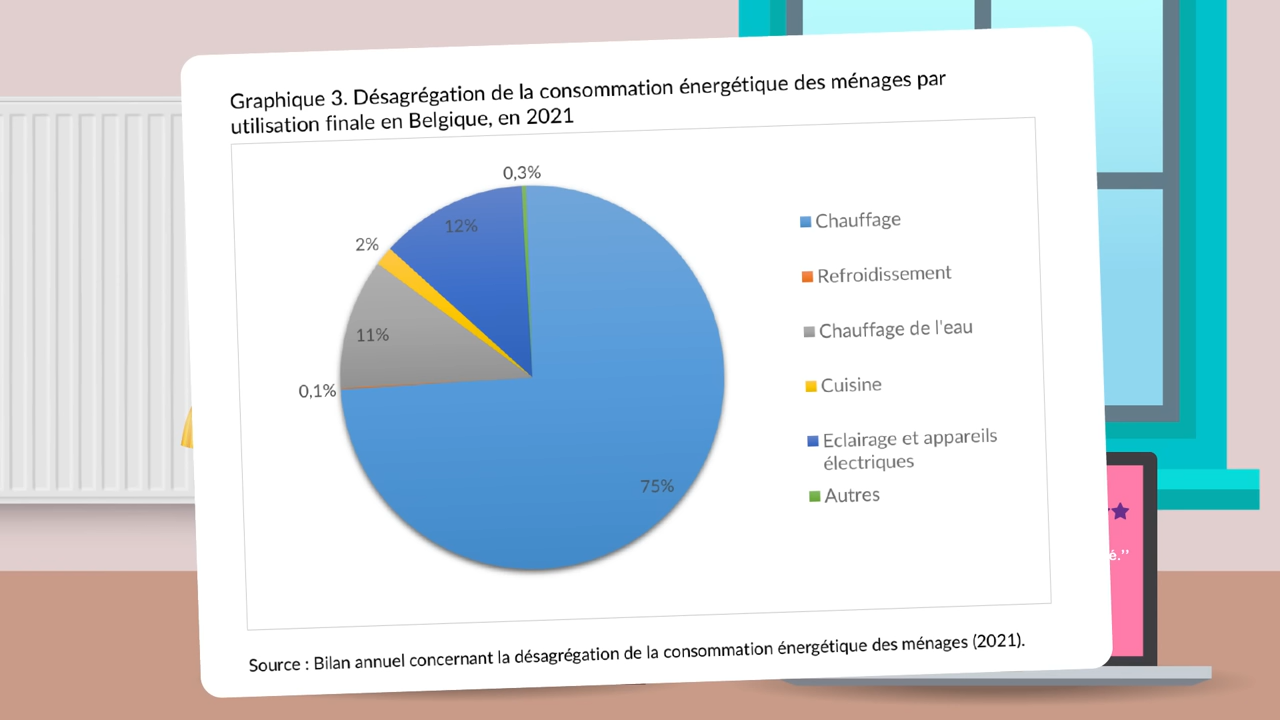 Graphique 3. Désagrégation de la consommation énergétique des ménages par
utilisation finale en Belgique, en 2021
0,3%
12%
2%
11%
0,1%
75%
Chauffage
Refroidissement
Chauffage de l'eau
Cuisine
Eclairage et appareils
électriques
Autres
é."
Source : Bilan annuel concernant la désagrégation de la consommation énergétique des ménages (2021).